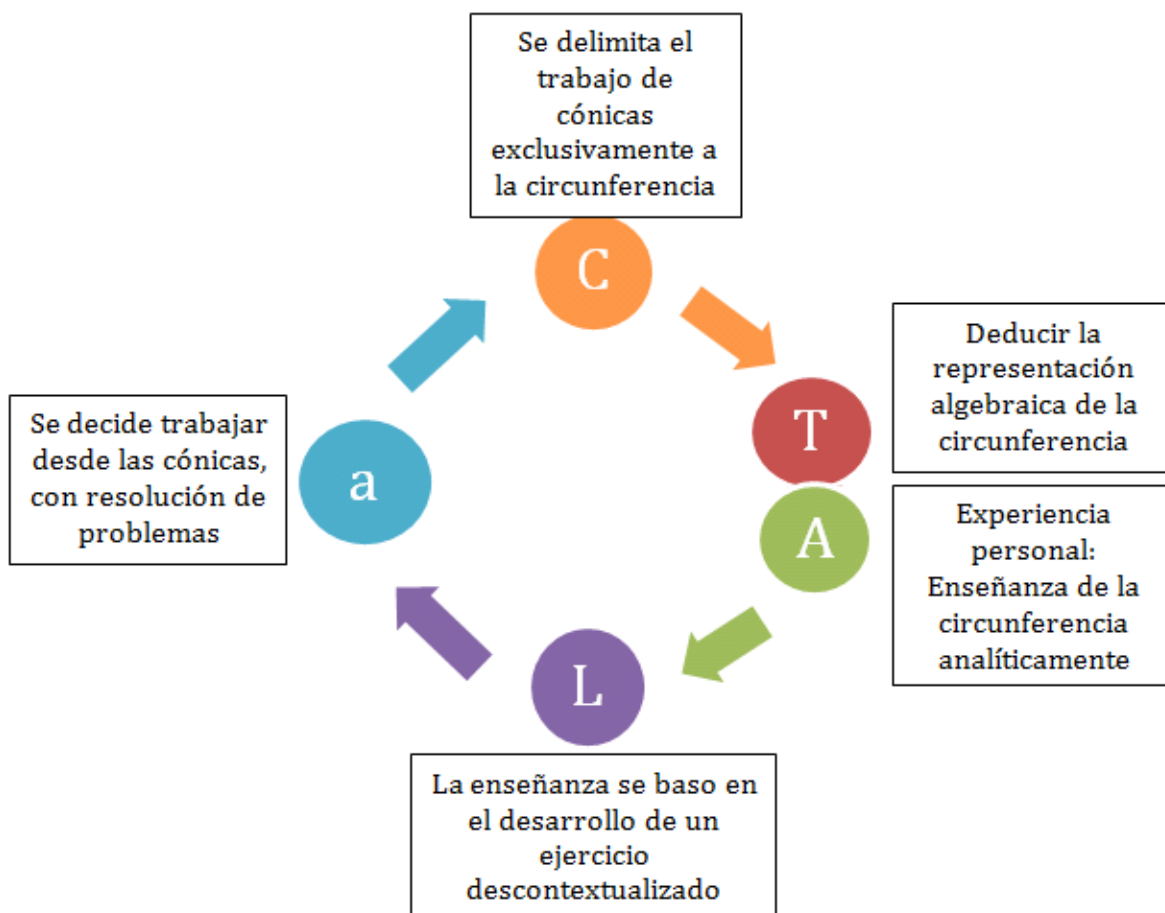 Se delimita el
trabajo de
cónicas
exclusivamente a
la circunferencia
C
T
Deducir la
representación
algebraica de la
circunferencia
A
Experiencia
personal:
Enseñanza de la
circunferencia
analíticamente
L
La enseñanza se baso en
el desarrollo de un
ejercicio
descontextualizado
a
Se decide trabajar
desde las cónicas,
con resolución de
problemas